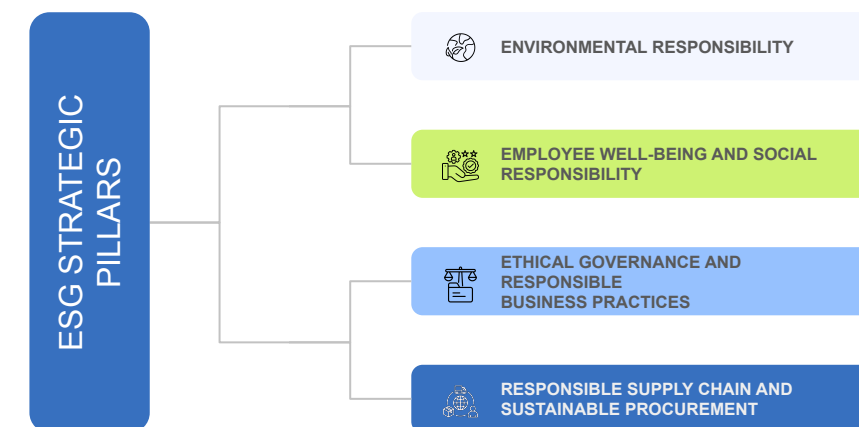 ESG STRATEGIC
PILLARS
ENVIRONMENTAL RESPONSIBILITY
EMPLOYEE WELL-BEING AND SOCIAL
RESPONSIBILITY
ETHICAL GOVERNANCE AND
RESPONSIBLE
BUSINESS PRACTICES
RESPONSIBLE SUPPLY CHAIN AND
SUSTAINABLE PROCUREMENT